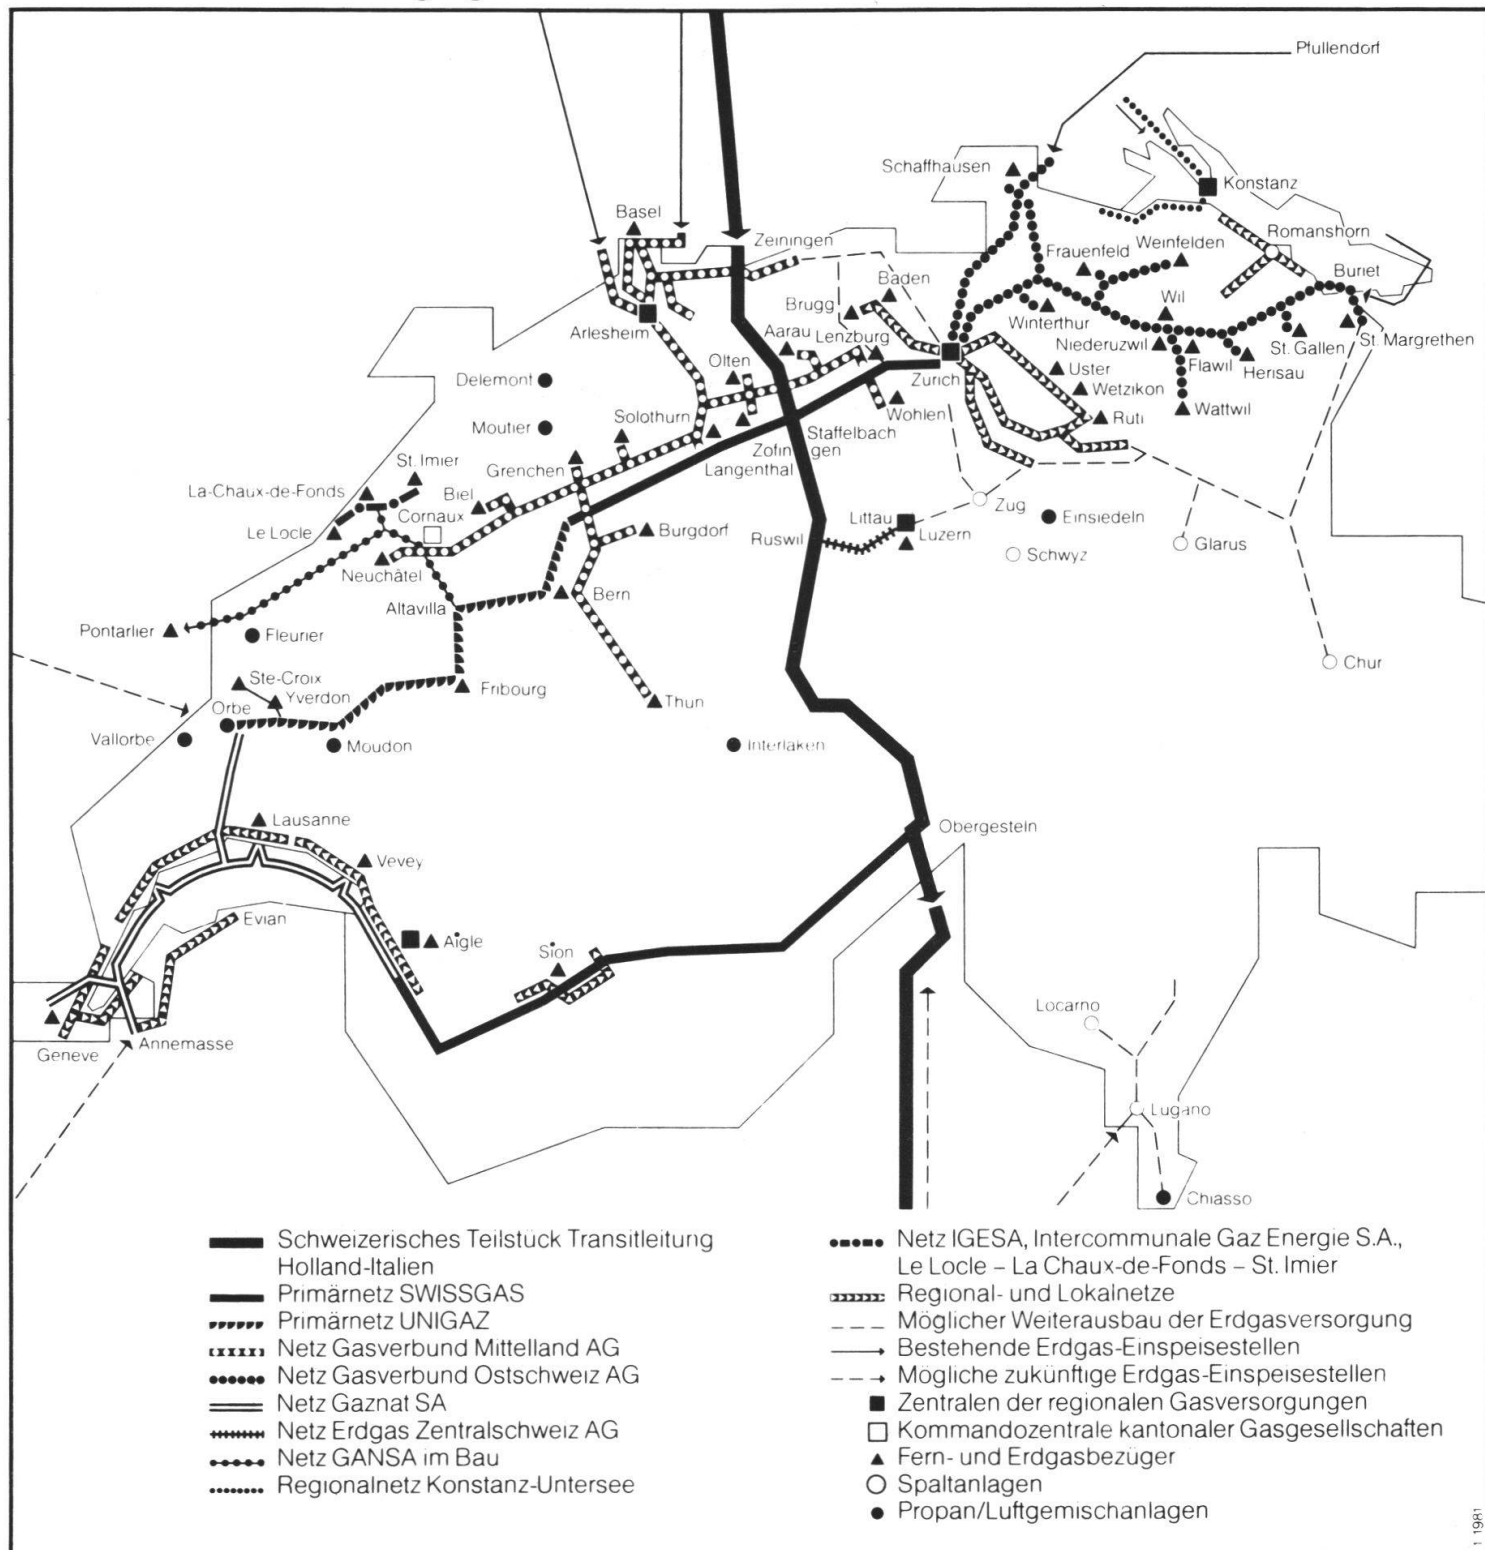 Pfullendorf
Schaffhausen
Konstanz
Basel
Romanshorn
Zeiningen
Weinfelden
Frauenfeld
Buriet
Baden
Brugg
Wil
Winterthur
Arlesheim
Aarau
Lenzburg
Niederuzwil
St. Gallen
St. Margrethen
Olten
Zürich
Flawil
Herisau
Uster
Delemont
Wetzikon
Wohlen
Wattwil
Solothurn
Rüti
Moutier
Staffelbach
Zofingen
St. Imier
Grenchen
Langenthal
La-Chaux-de-Fonds
Biel
Zug
Cornaux
Littau
Einsiedeln
Le Locle
Burgdorf
Ruswil
Luzern
Glarus
Schwyz
Neuchâtel
Bern
Altavilla
Pontarlier
Fleurier
Chur
Ste-Croix
Fribourg
Yverdon
Thun
Orbe
Vallorbe
Moudon
Interlaken
Lausanne
Obergesteln
Vevey
Evian
Aigle
Sion
Locarno
Geneve
Annemasse
Lugano
Chiasso
Schweizerisches Teilstück Transitleitung
Holland-Italien
Primärnetz SWISSGAS
Primärnetz UNIGAZ
Netz Gasverbund Mittelland AG
Netz Gasverbund Ostschweiz AG
Netz Gaznat SA
Netz Erdgas Zentralschweiz AG
Netz GANSA im Bau
Regionalnetz Konstanz-Untersee
Netz IGESA, Intercommunale Gaz Energie S.A.,
Le Locle – La Chaux-de-Fonds – St. Imier
Regional- und Lokalnetze
Möglicher Weiterausbau der Erdgasversorgung
Bestehende Erdgas-Einspeisestellen
Mögliche zukünftige Erdgas-Einspeisestellen
Zentralen der regionalen Gasversorgungen
Kommandozentrale kantonaler Gasgesellschaften
Fern- und Erdgasbezüger
Spaltanlagen
Propan/Luftgemischanlagen
1 1981